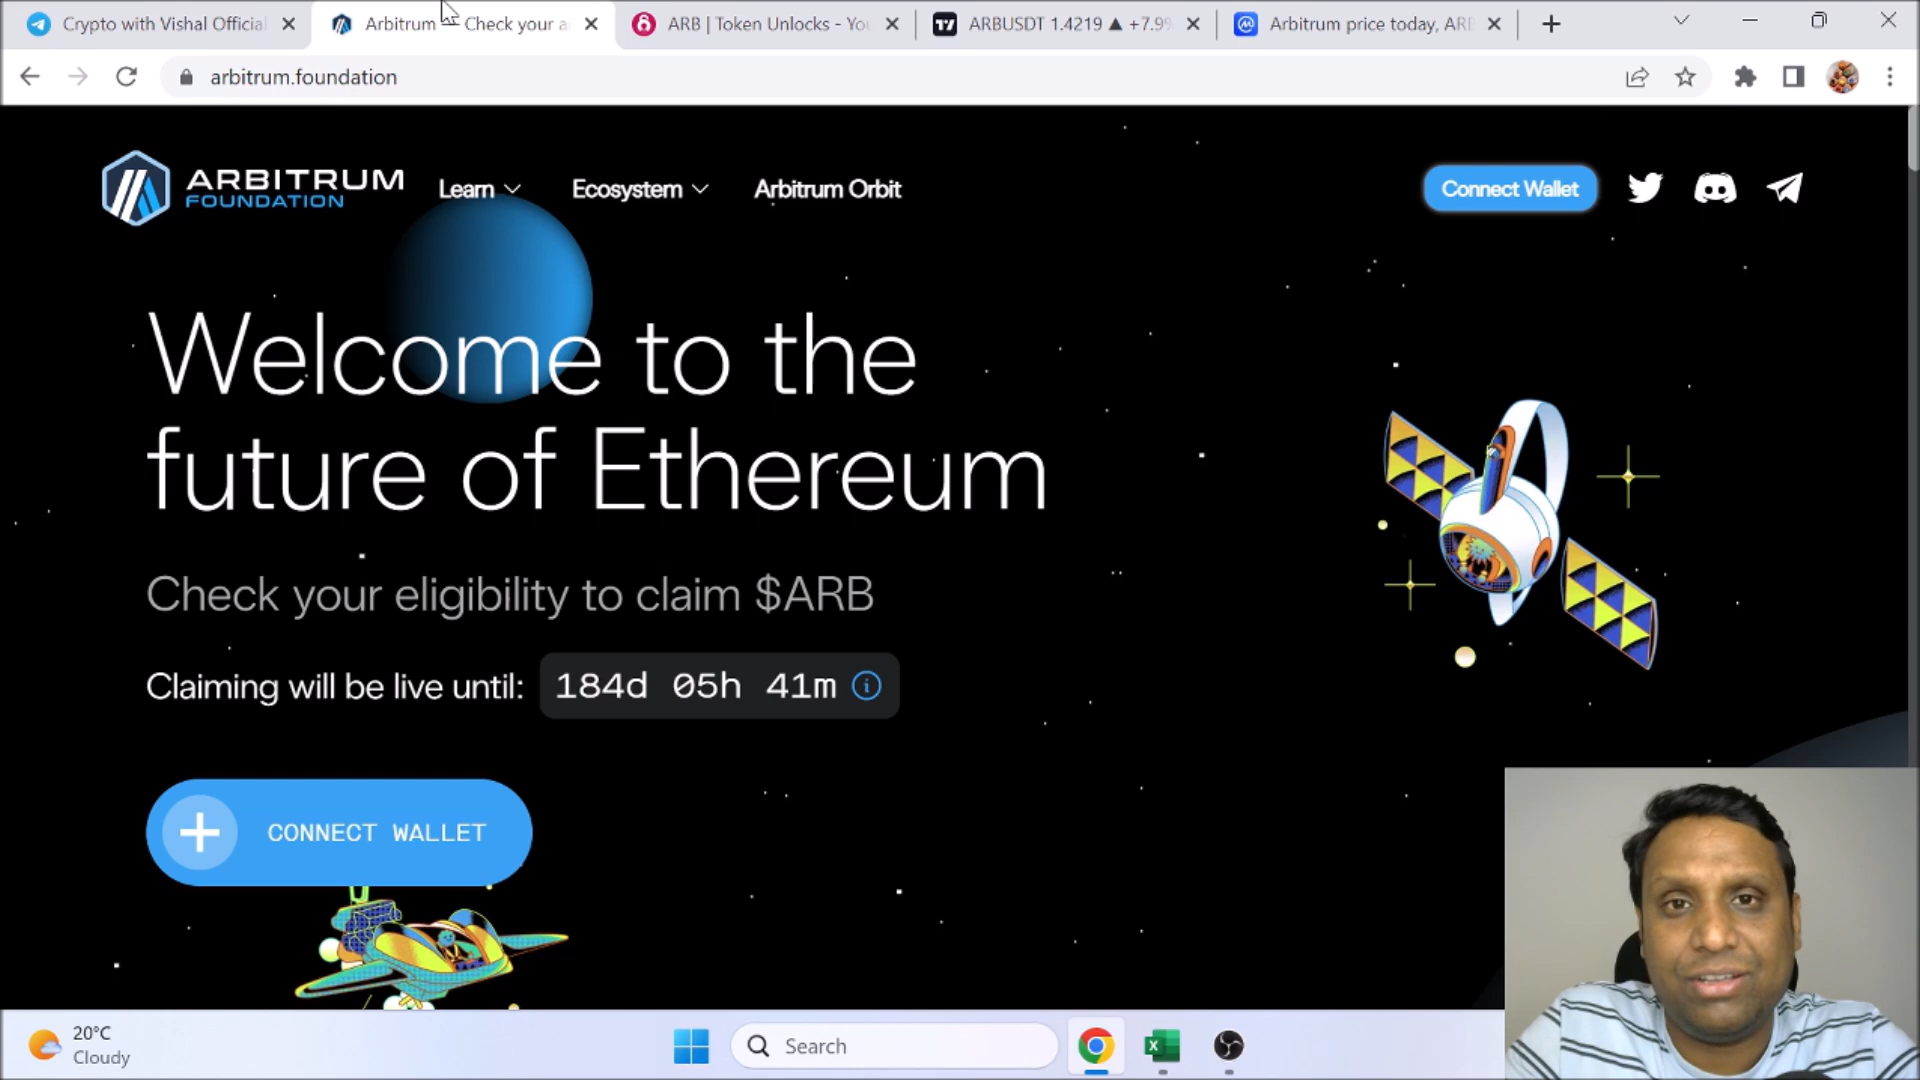 Crypto with Vishal Official
Arbitrum — Check your a
ARB | Token Unlocks - You
ARBUSDT 1.4219 ▲ +7.9%
Arbitrum price today, ARB
arbitrum.foundation
ARBITRUM
FOUNDATION
Learn
Ecosystem
Arbitrum Orbit
Connect Wallet
Welcome to the
future of Ethereum
Check your eligibility to claim $ARB
Claiming will be live until: 184d 05h 41m
CONNECT WALLET
20°C
Cloudy
Search